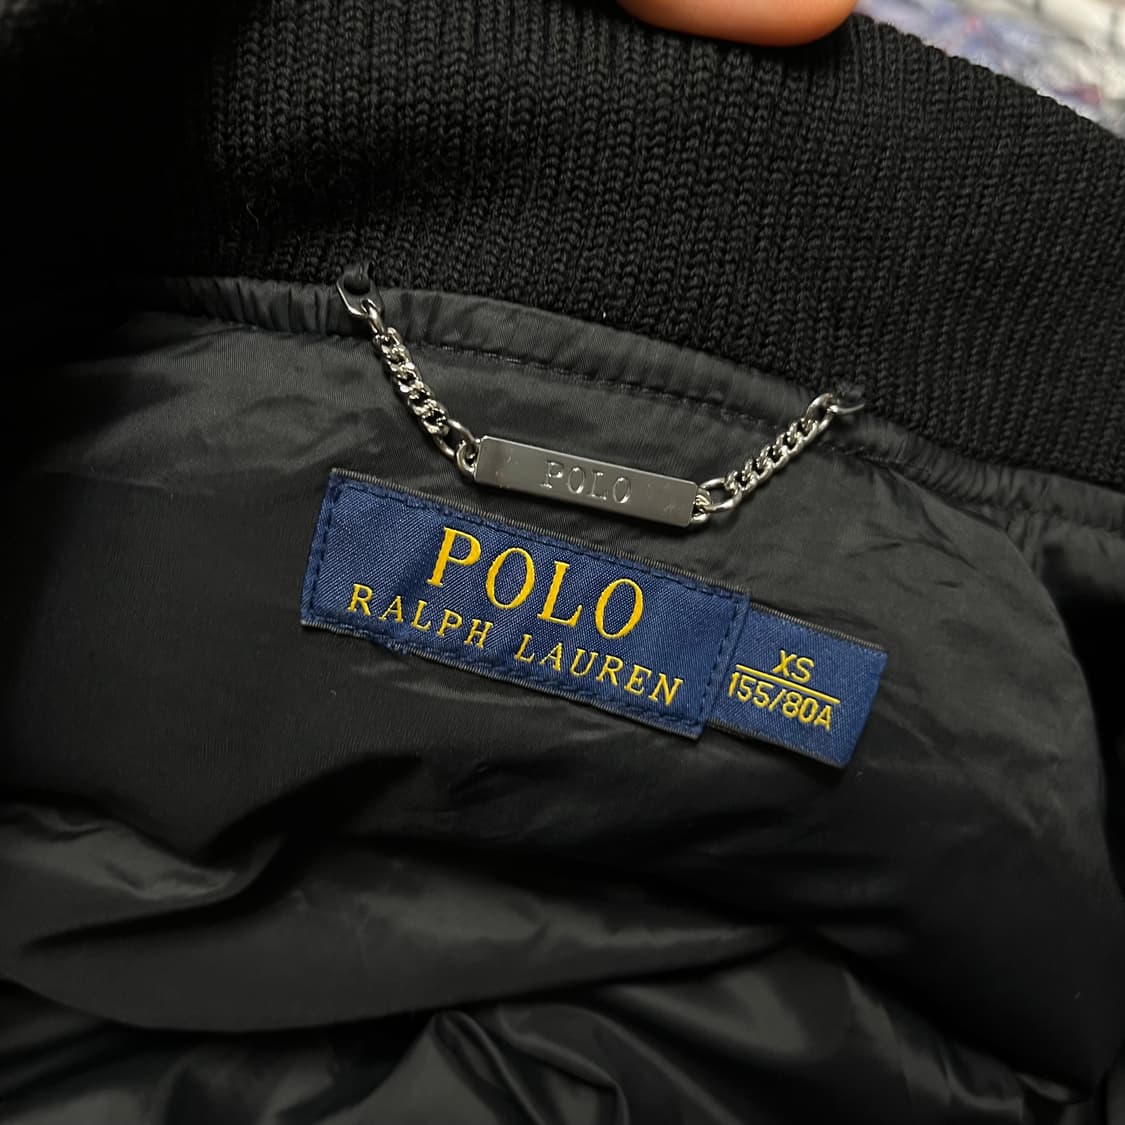 POLO
POLO
RALPH LAUREN
XS
155/80A